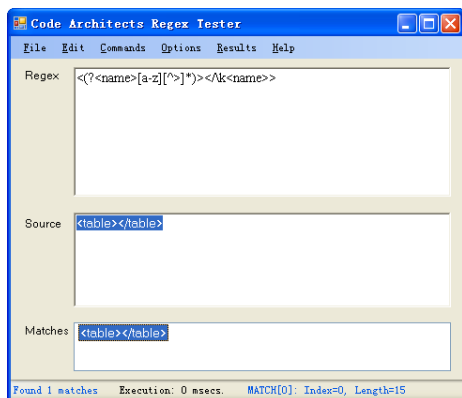 Code Architects Regex Tester
File Edit Commands Options Results Help
Regex
<(?<name>[a-z][^>]*)></\k<name>>
Source
<table></table>
Matches
<table></table>
Found 1 matches Execution: 0 msecs. MATCH[0]: Index=0, Length=15